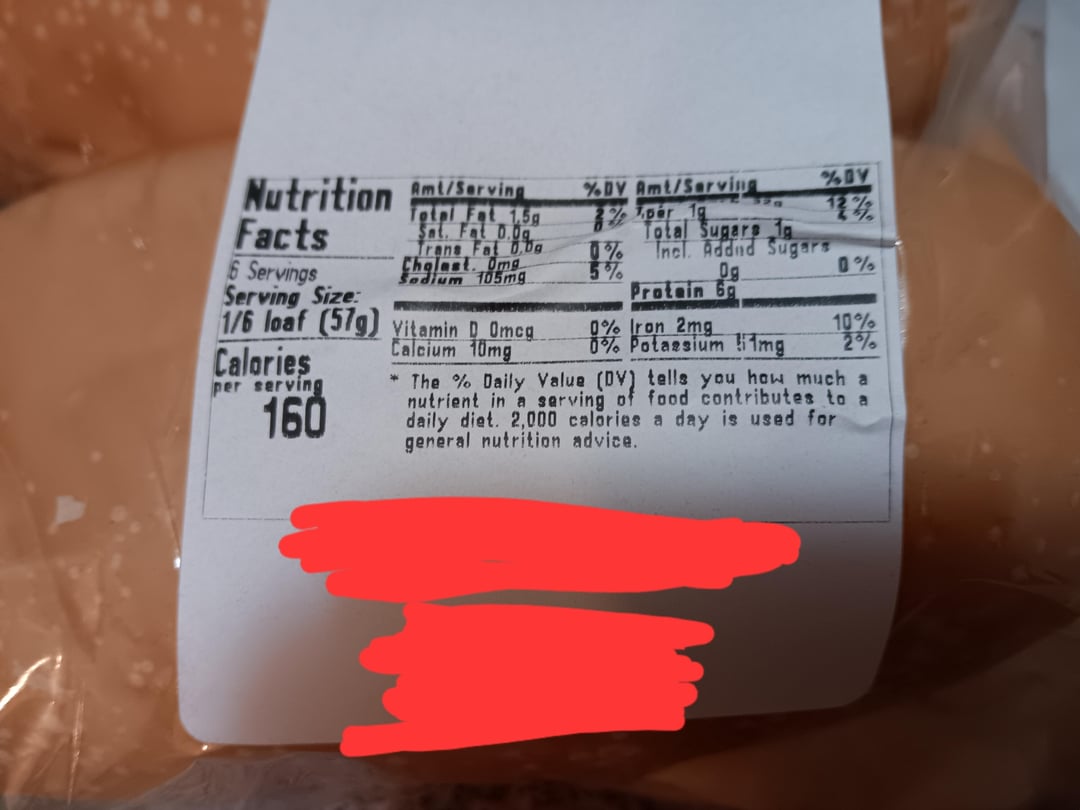 Nutrition
Facts
6 Servings
Serving Size:
1/6 loaf (57g)
Calories
per serving
160
Amt/Serving %DV
Total Fat 1.5g 2%
Sat. Fat 0.0g
Trans Fat 0.0g
Cholest. 0mg 0%
Sodium 105mg 5%
Amt/Serving %DV
12%
1g
Total Sugars 1g
Incl. Added Sugars
0g 0%
Protein 6g
Vitamin D 0mcg 0% Iron 2mg 10%
Calcium 10mg 0% Potassium 2%
* The % Daily Value (DV) tells you how much a
nutrient in a serving of food contributes to a
daily diet. 2,000 calories a day is used for
general nutrition advice.